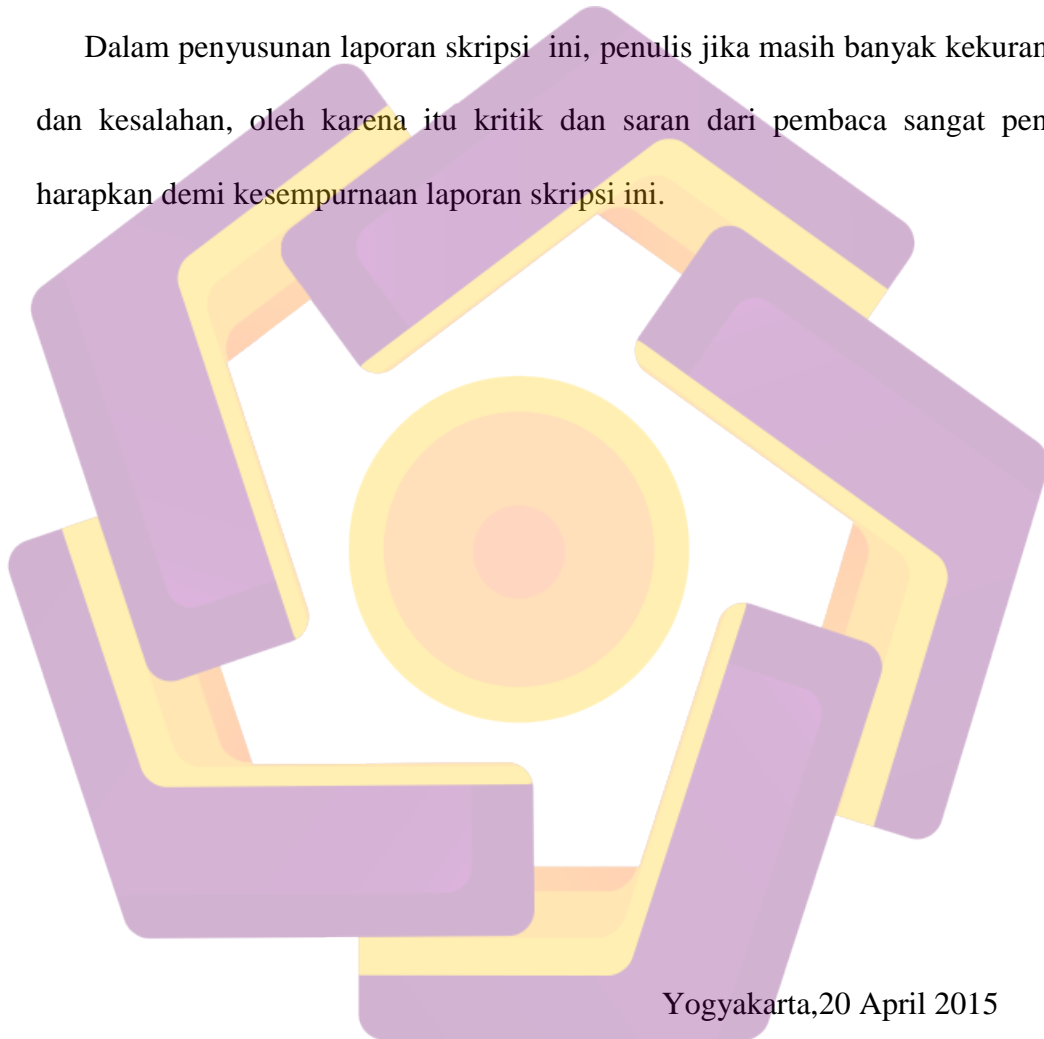 Dalam penyusunan laporan skripsi ini, penulis jika masih banyak kekuran
dan kesalahan, oleh karena itu kritik dan saran dari pembaca sangat pen
harapkan demi kesempurnaan laporan skripsi ini.
Yogyakarta,20 April 2015